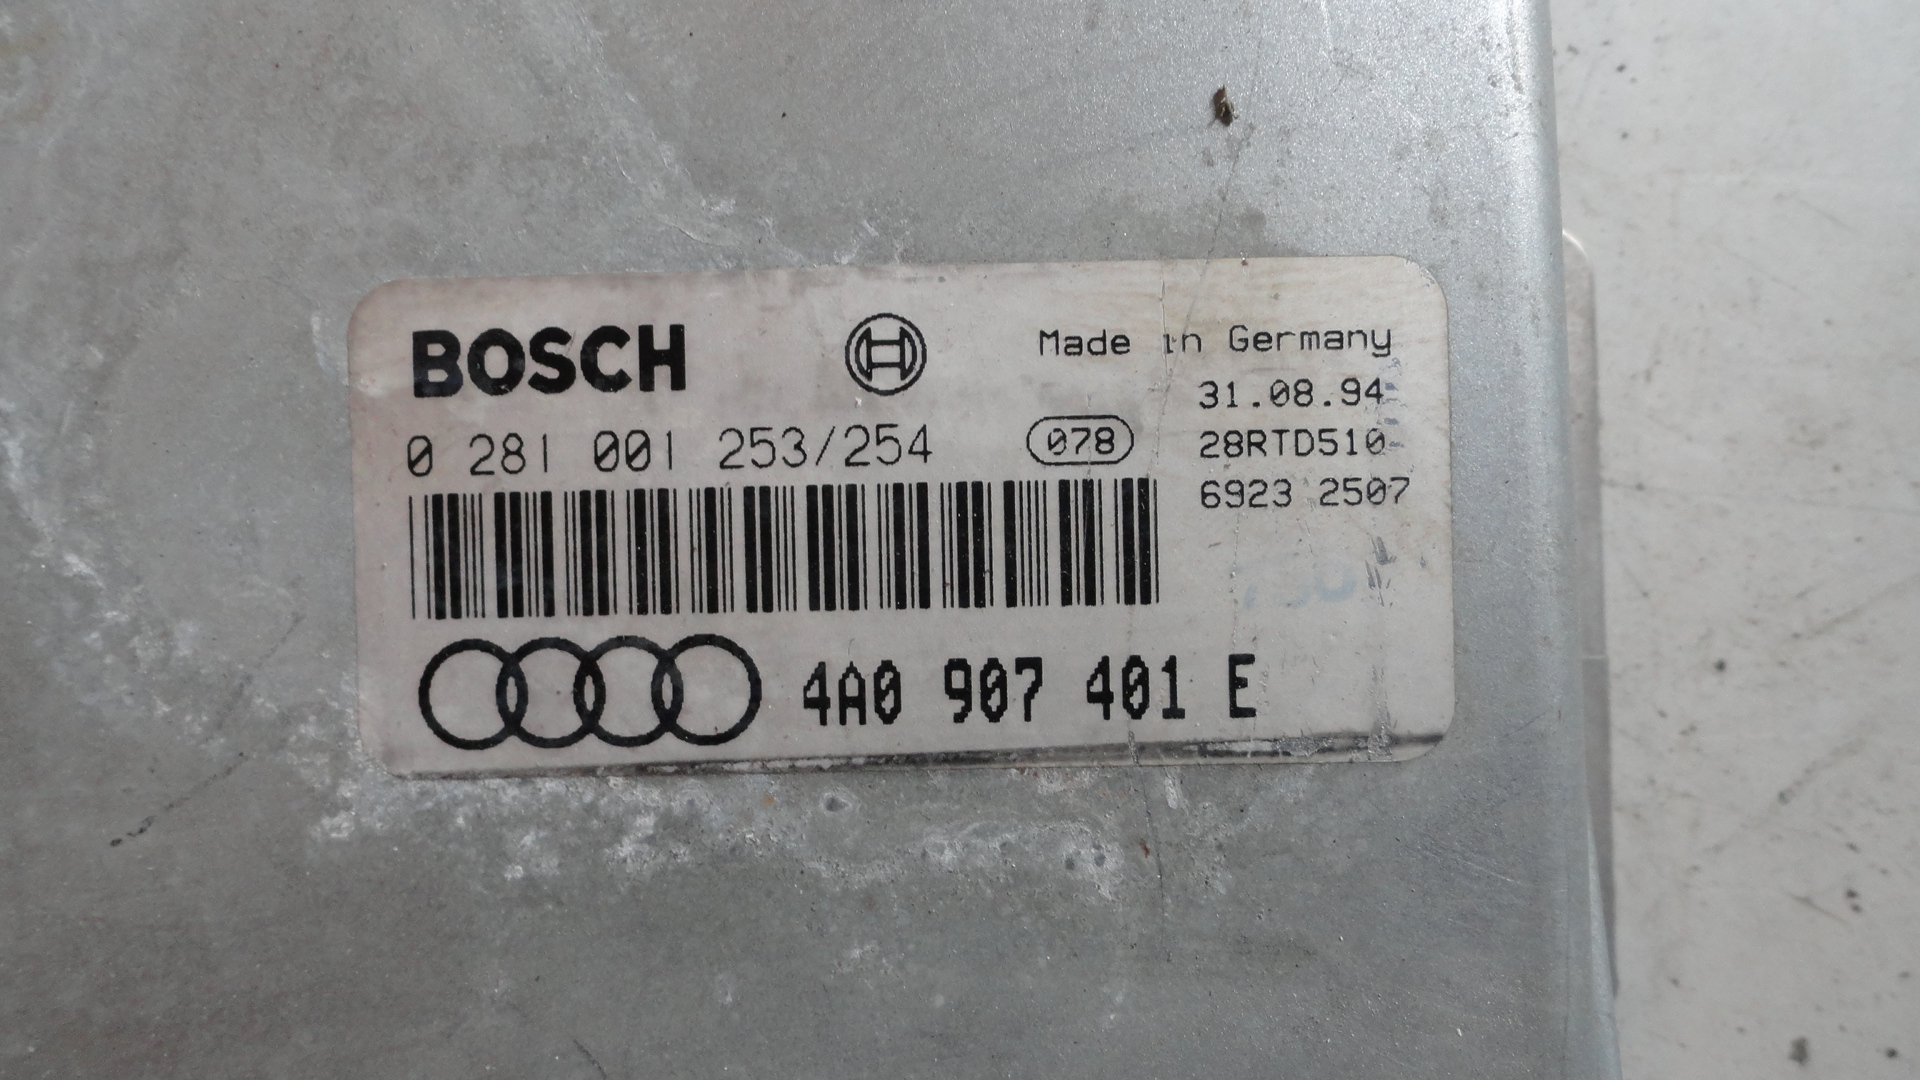 BOSCH
Made in Germany
31.08.94
0 281 001 253/254
078
28RTD510
6923 2507
4A0 907 401 E